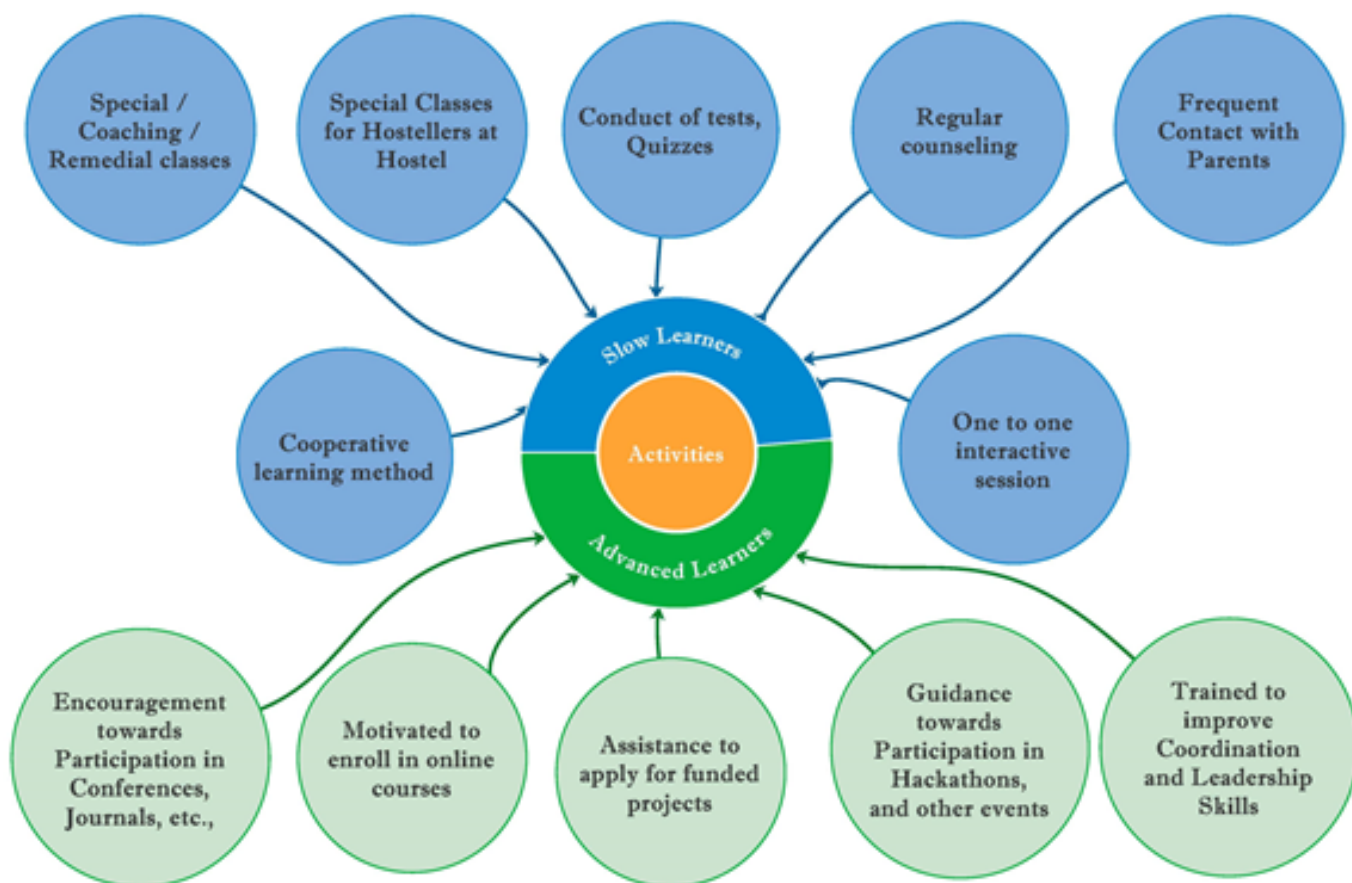 Special /
Coaching /
Remedial classes
Special Classes
for Hostellers at
Hostel
Conduct of tests,
Quizzes
Regular
counseling
Frequent
Contact with
Parents
Slow Learners
Cooperative
learning method
Activities
One to one
interactive
session
Advanced Learners
Encouragement
towards
Participation in
Conferences,
Journals, etc.,
Motivated to
enroll in online
courses
Assistance to
apply for funded
projects
Guidance
towards
Participation in
Hackathons,
and other events
Trained to
improve
Coordination
and Leadership
Skills